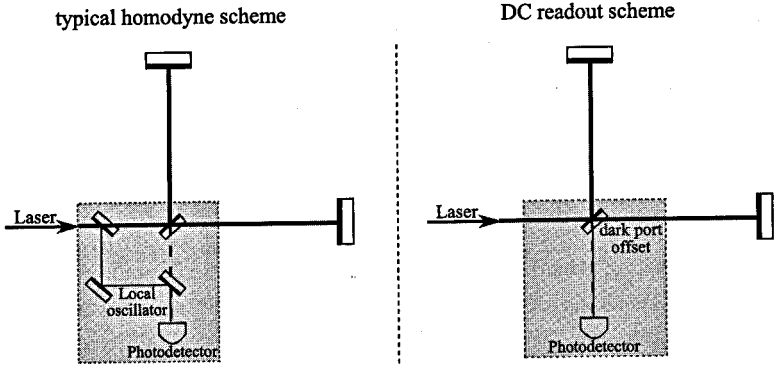 typical homodyne scheme
DC readout scheme
Laser
Local
oscillator
Photodetector
Laser
dark port
offset
Photodetector